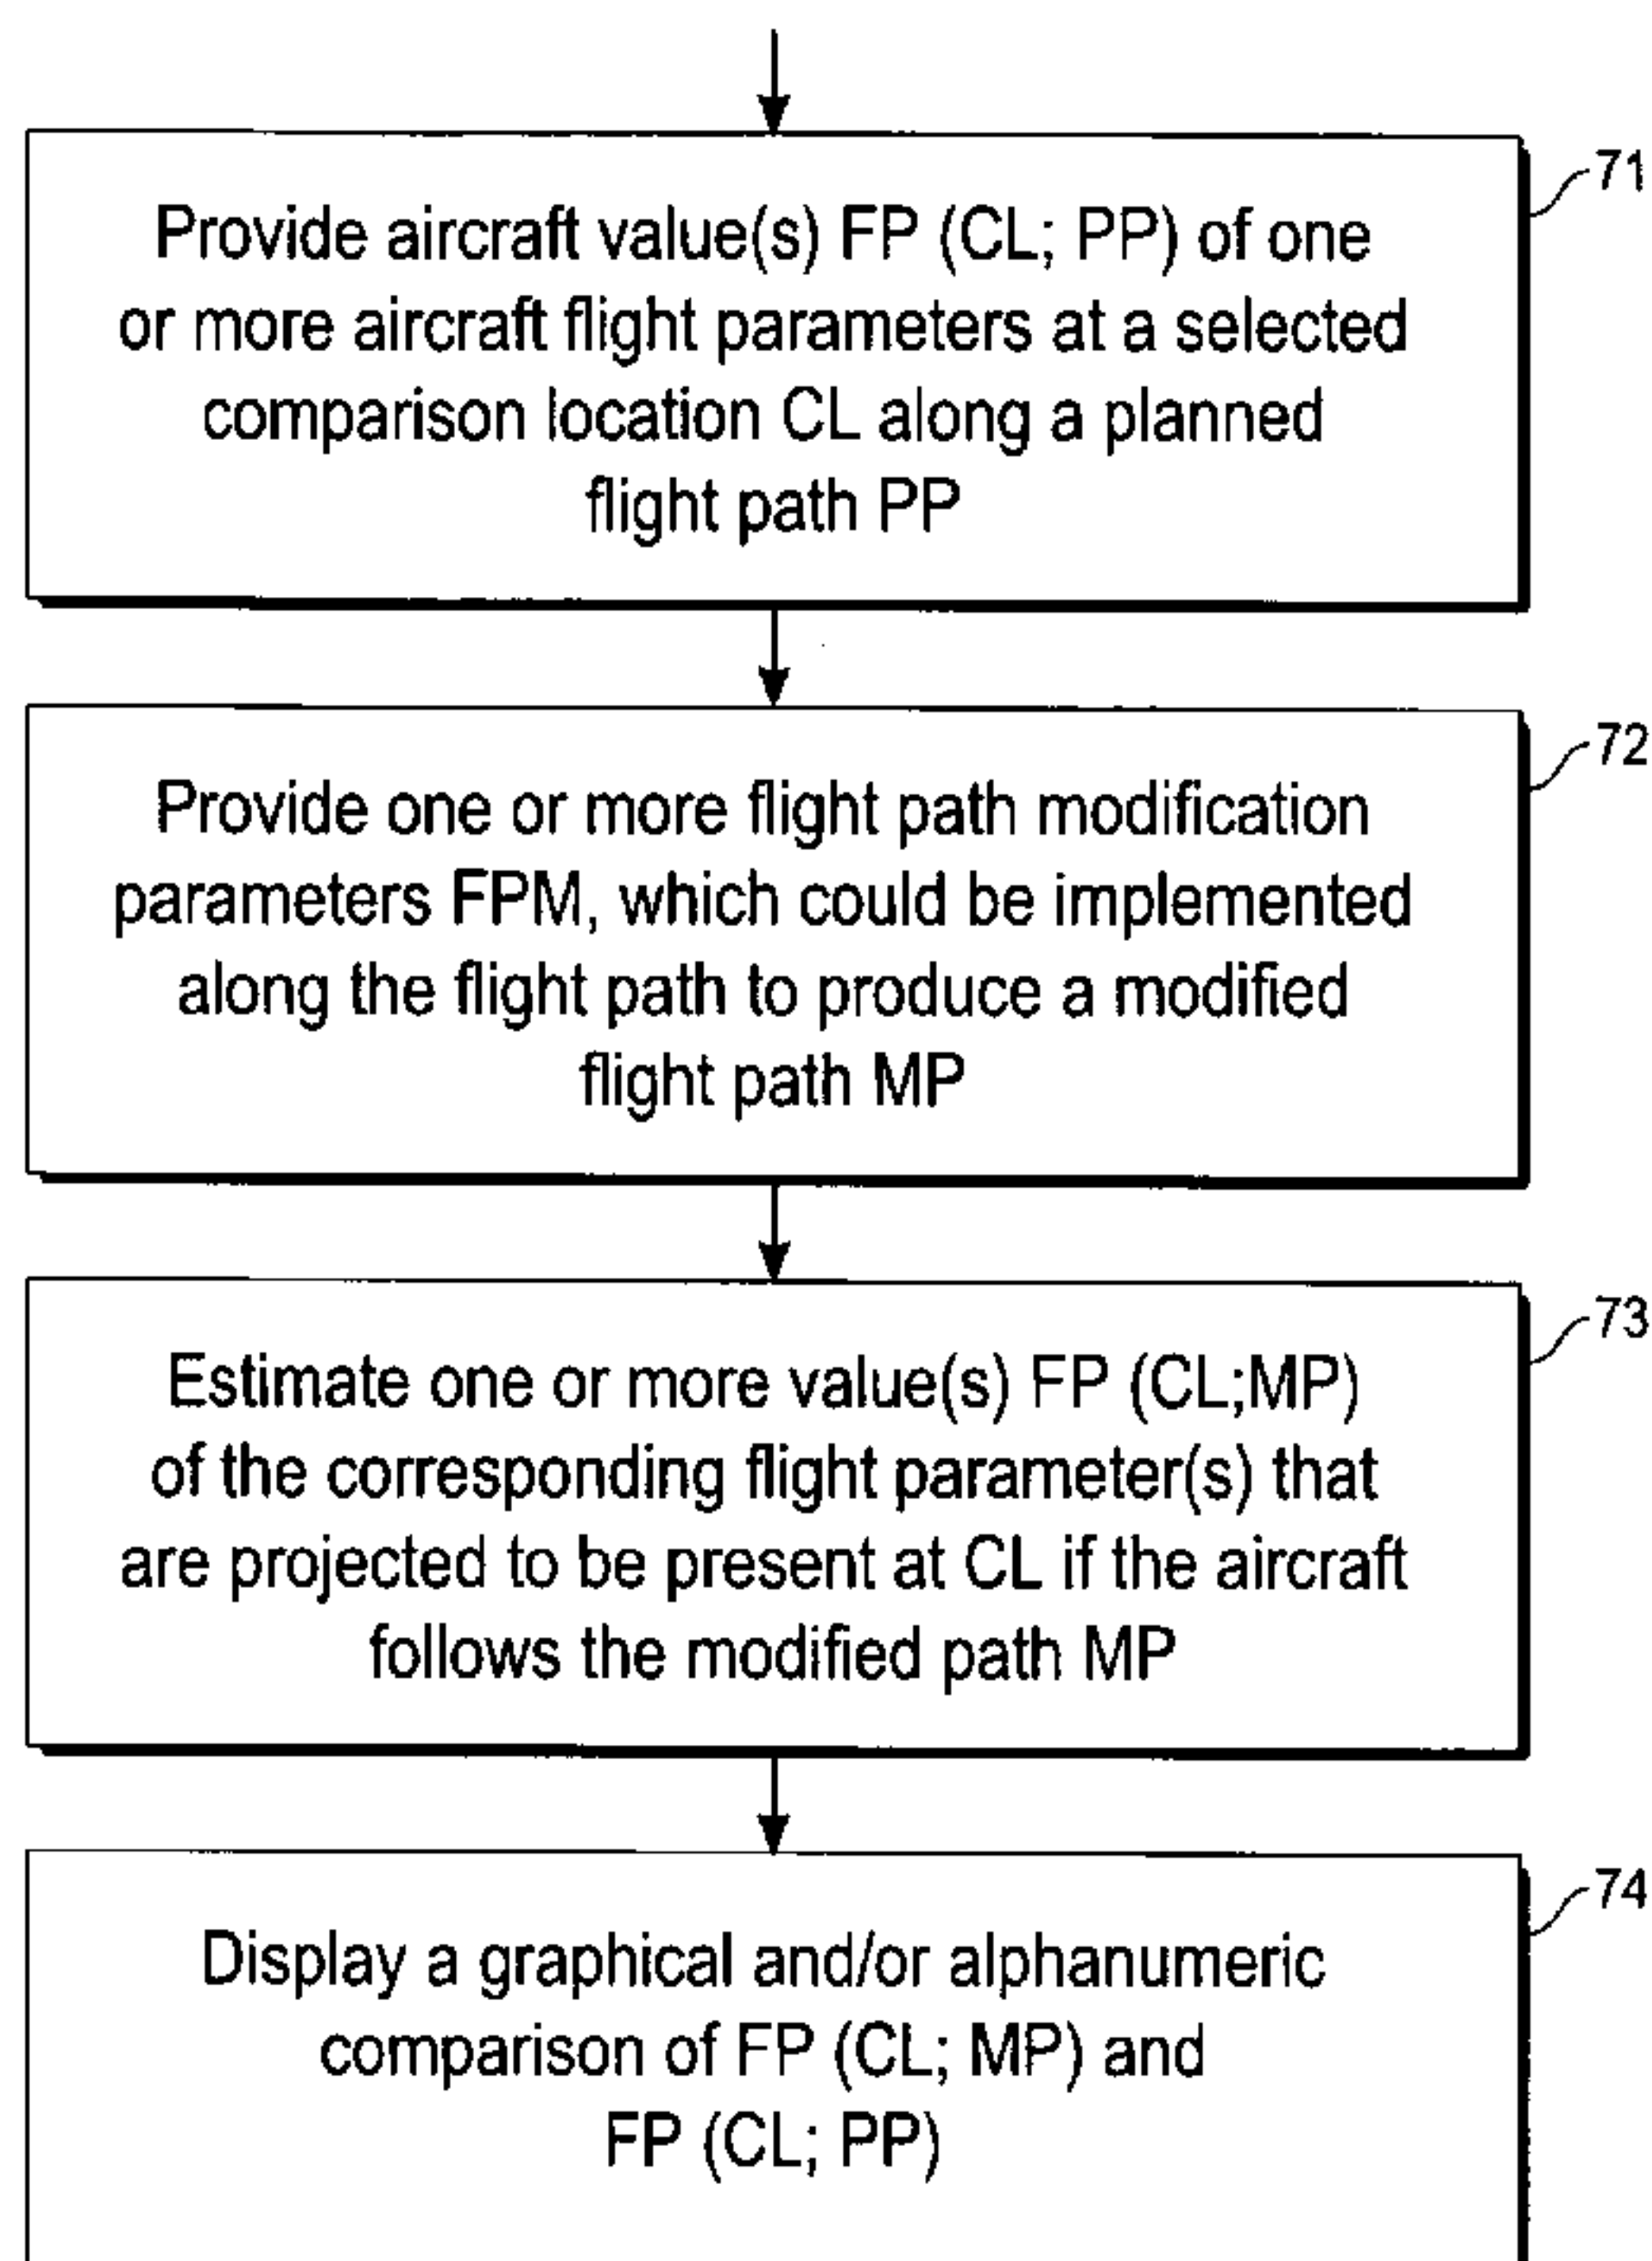 71
Provide aircraft value(s) FP (CL; PP) of one
or more aircraft flight parameters at a selected
comparison location CL along a planned
flight path PP
72
Provide one or more flight path modification
parameters FPM, which could be implemented
along the flight path to produce a modified
flight path MP
73
Estimate one or more value(s) FP (CL;MP)
of the corresponding flight parameter(s) that
are projected to be present at CL if the aircraft
follows the modified path MP
74
Display a graphical and/or alphanumeric
comparison of FP (CL; MP) and
FP (CL; PP)